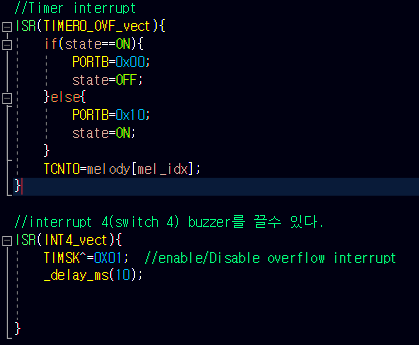 //Timer interrupt
ISR(TIMER0_OVF_vect){
if(state==ON){
PORTB=0x00;
state=OFF;
}else{
PORTB=0x10;
state=ON;
}
TCNT0=melody[mel_idx];
}
//interrupt 4(switch 4) buzzer를 끌수 있다.
ISR(INT4_vect){
TIMSK^=0X01; //enable/Disable overflow interrupt
_delay_ms(10);
}